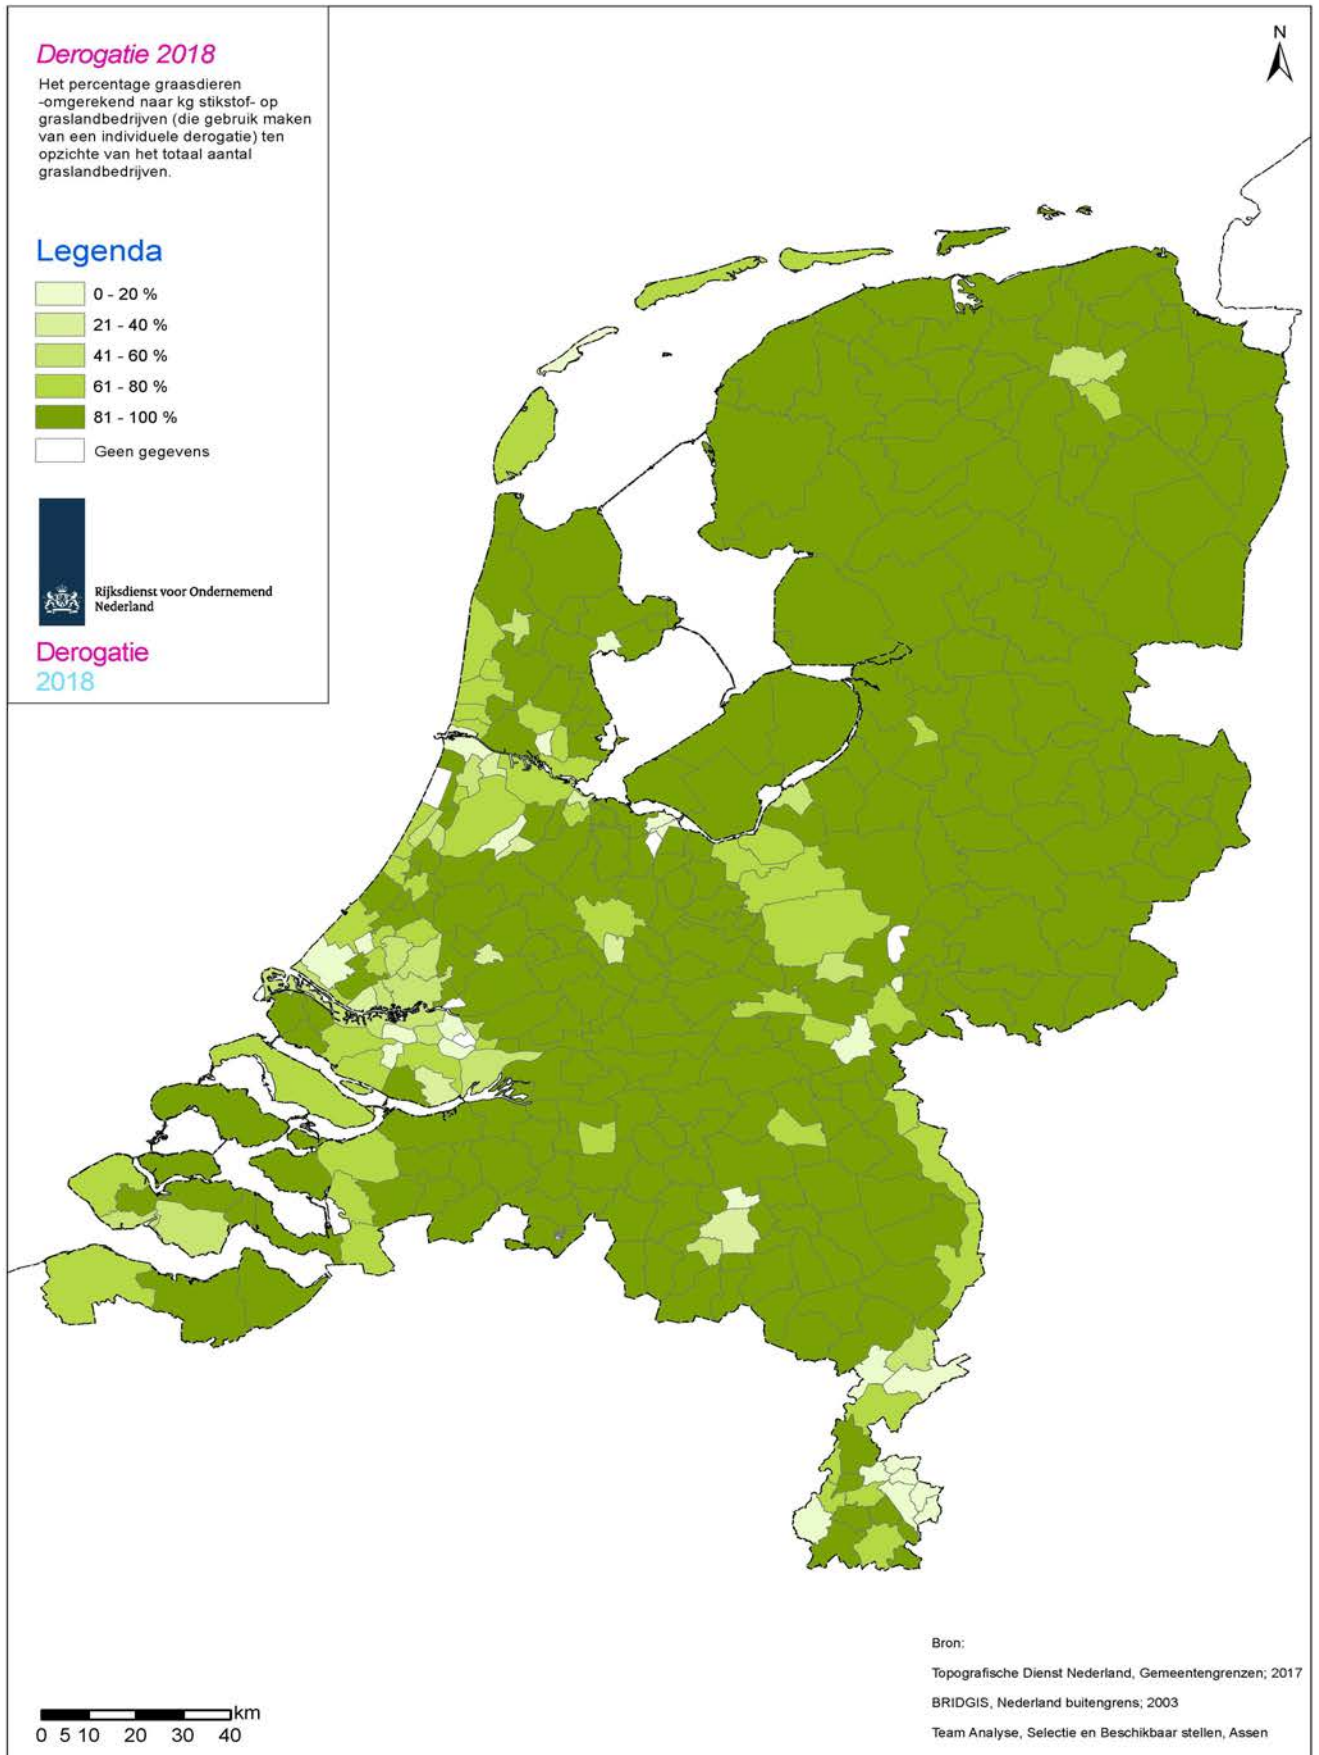 Derogatie 2018
Het percentage graasdieren
-omgerekend naar kg stikstof- op
graslandbedrijven (die gebruik maken
van een individuele derogatie) ten
opzichte van het totaal aantal
graslandbedrijven.
N
Legenda
0 - 20 %
21 - 40 %
41 - 60 %
61 - 80 %
81 - 100 %
Geen gegevens
Rijksdienst voor Ondernemend
Nederland
Derogatie
2018
Bron:
Topografische Dienst Nederland, Gemeentengrenzen; 2017
BRIDGIS, Nederland buitengrens; 2003
Team Analyse, Selectie en Beschikbaar stellen, Assen
km
0 5 10 20 30 40